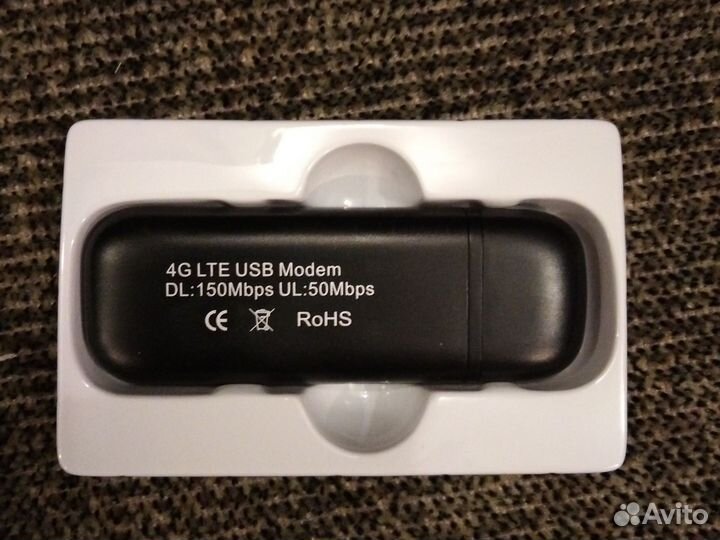 4G LTE USB Modem
DL:150Mbps UL:50Mbps
CE RoHS
Avito